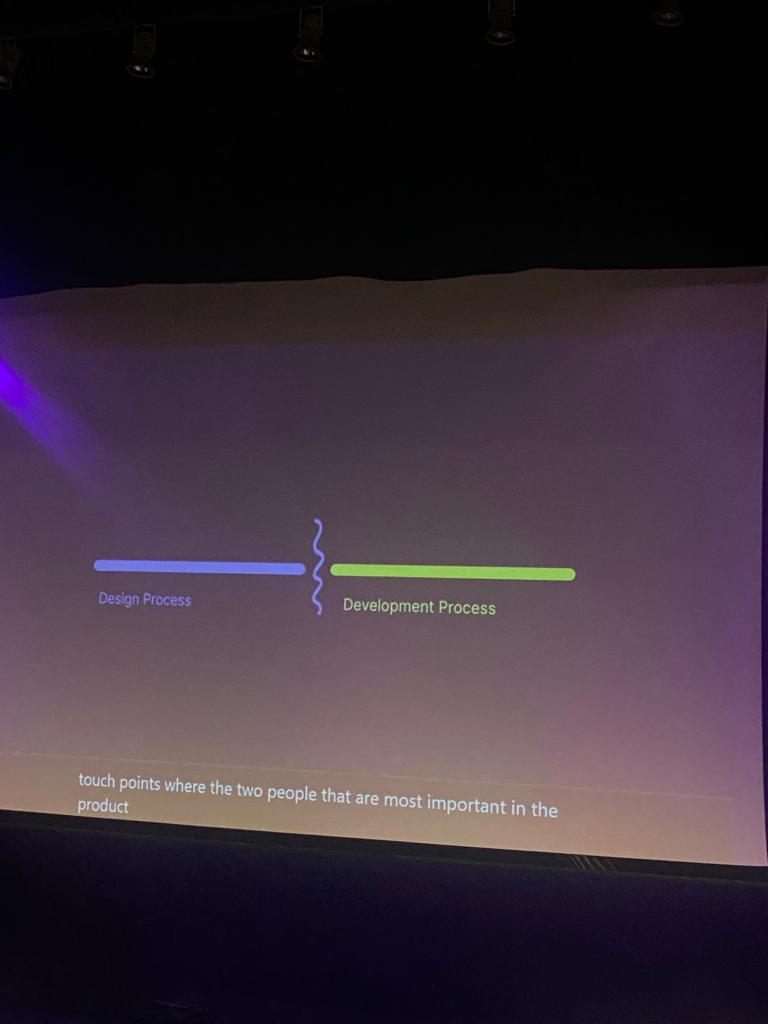 Design Process
Development Process
touch points where the two people that are most important in the
product